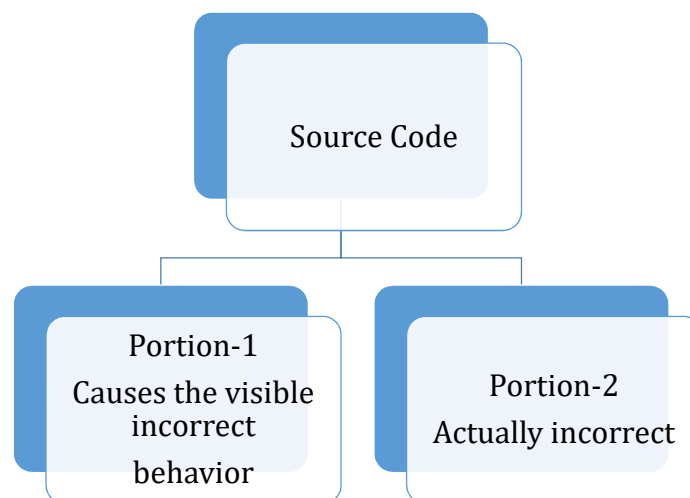 Source Code
Portion-1
Causes the visible
incorrect
behavior
Portion-2
Actually incorrect